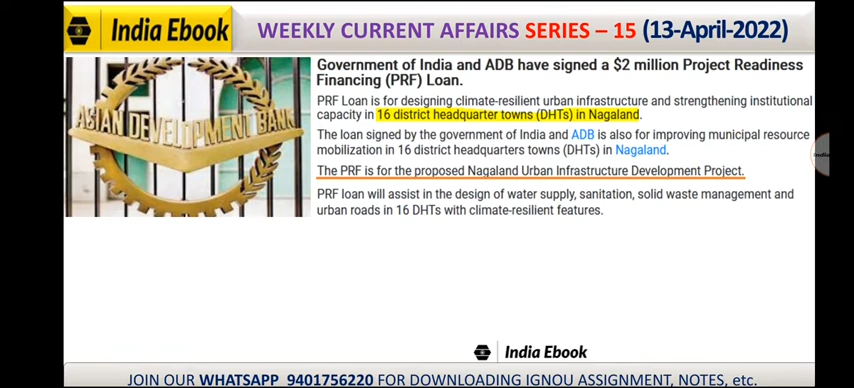 India Ebook WEEKLY CURRENT AFFAIRS SERIES – 15 (13-April-2022)
ASIAN DEVELOPMENT BANK
Government of India and ADB have signed a $2 million Project Readiness
Financing (PRF) Loan.
PRF Loan is for designing climate-resilient urban infrastructure and strengthening institutional
capacity in 16 district headquarter towns (DHTs) in Nagaland.
The loan signed by the government of India and ADB is also for improving municipal resource
mobilization in 16 district headquarters towns (DHTs) in Nagaland.
The PRF is for the proposed Nagaland Urban Infrastructure Development Project.
PRF loan will assist in the design of water supply, sanitation, solid waste management and
urban roads in 16 DHTs with climate-resilient features.
India
India Ebook
JOIN OUR WHATSAPP 9401756220 FOR DOWNLOADING IGNOU ASSIGNMENT, NOTES, etc.